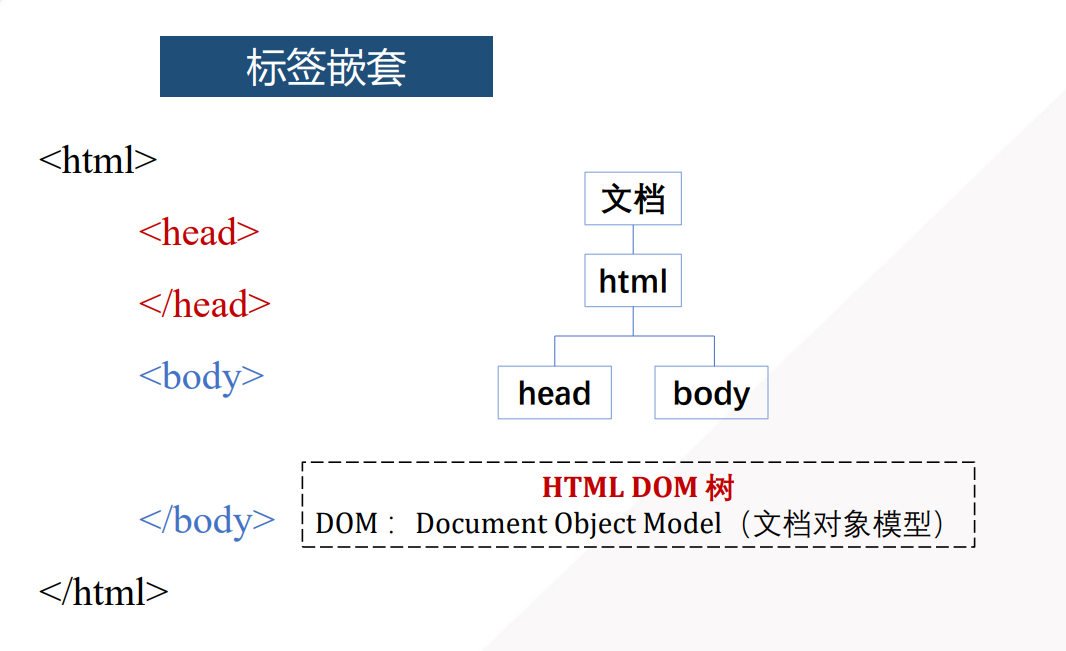 标签嵌套
<html>
<head>
</head>
<body>
</body>
</html>
文档
html
head
body
HTML DOM 树
DOM： Document Object Model（文档对象模型）